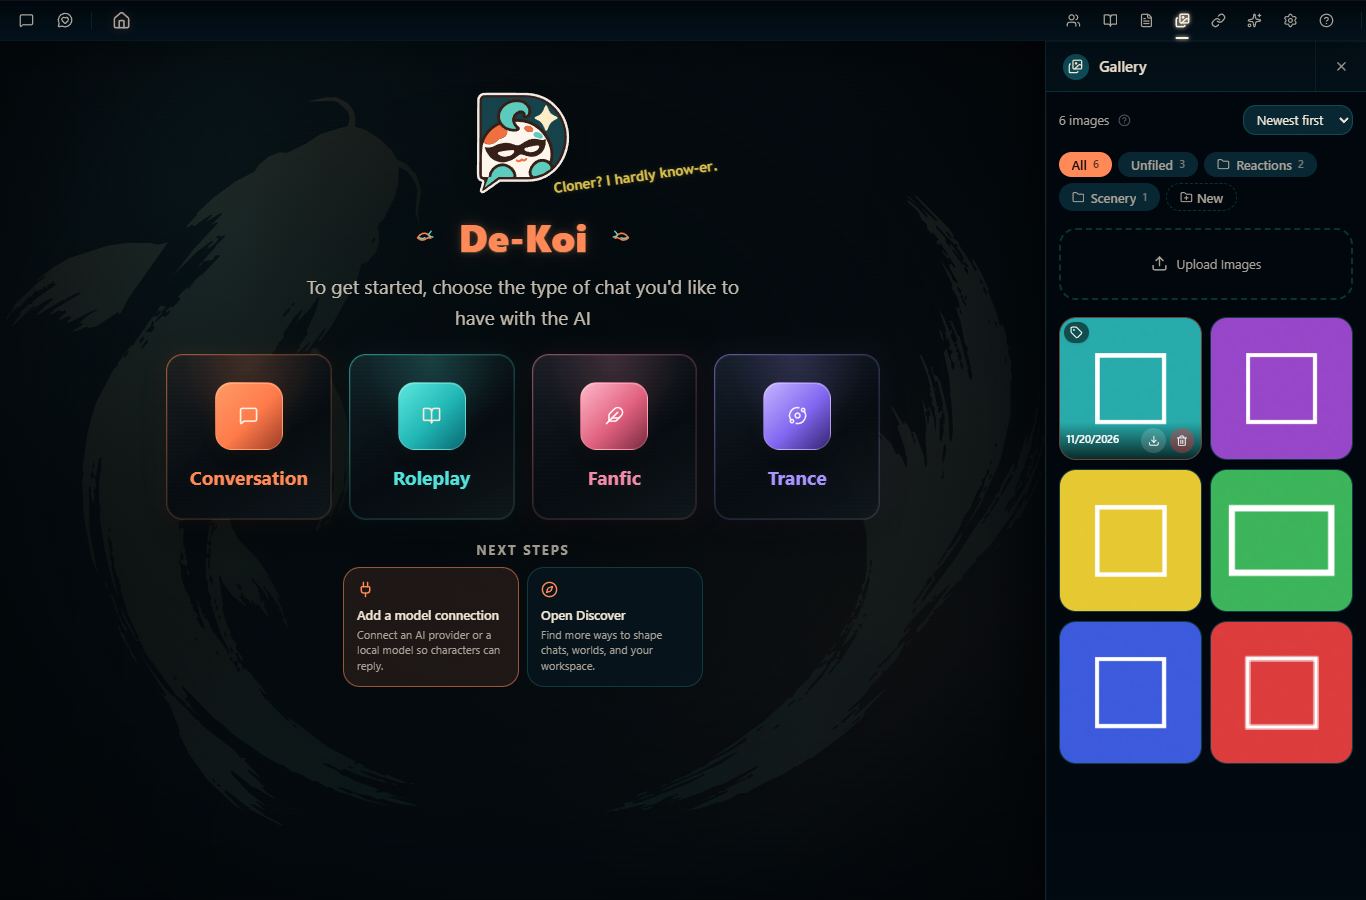 Gallery
6 images
Newest first
All 6
Unfiled 3
Reactions 2
Scenery 1
New
Upload Images
11/20/2026
Cloner? I hardly know-er.
De-Koi
To get started, choose the type of chat you'd like to
have with the AI
Conversation
Roleplay
Fanfic
Trance
NEXT STEPS
Add a model connection
Connect an AI provider or a
local model so characters can
reply.
Open Discover
Find more ways to shape
chats, worlds, and your
workspace.